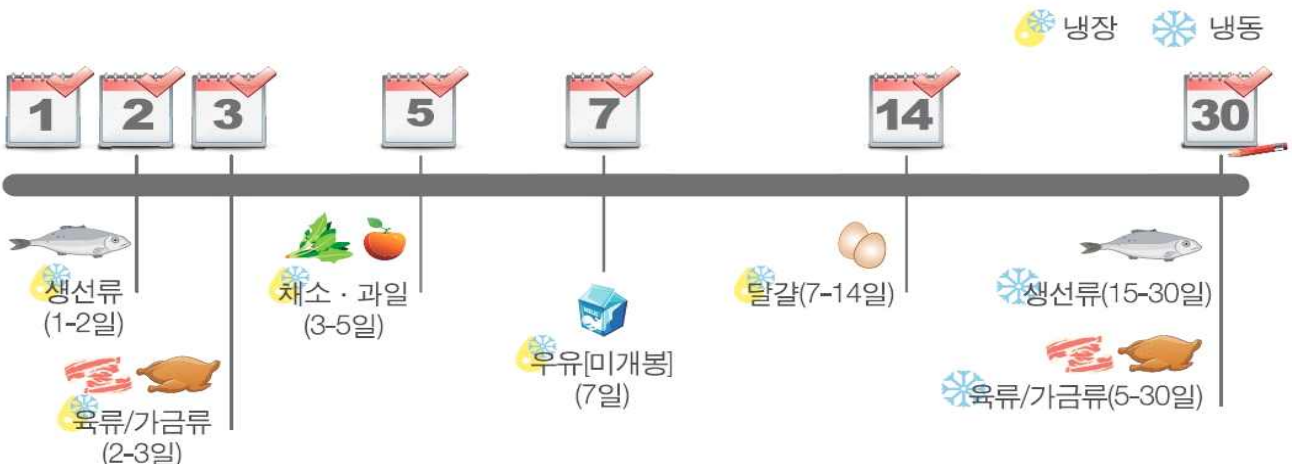 냉장 냉동
1 2 3 5 7 14 30
생선류
(1-2일)
육류/가금류
(2-3일)
채소 · 과일
(3-5일)
우유[미개봉]
(7일)
달걀(7-14일)
생선류(15-30일)
육류/가금류(5-30일)